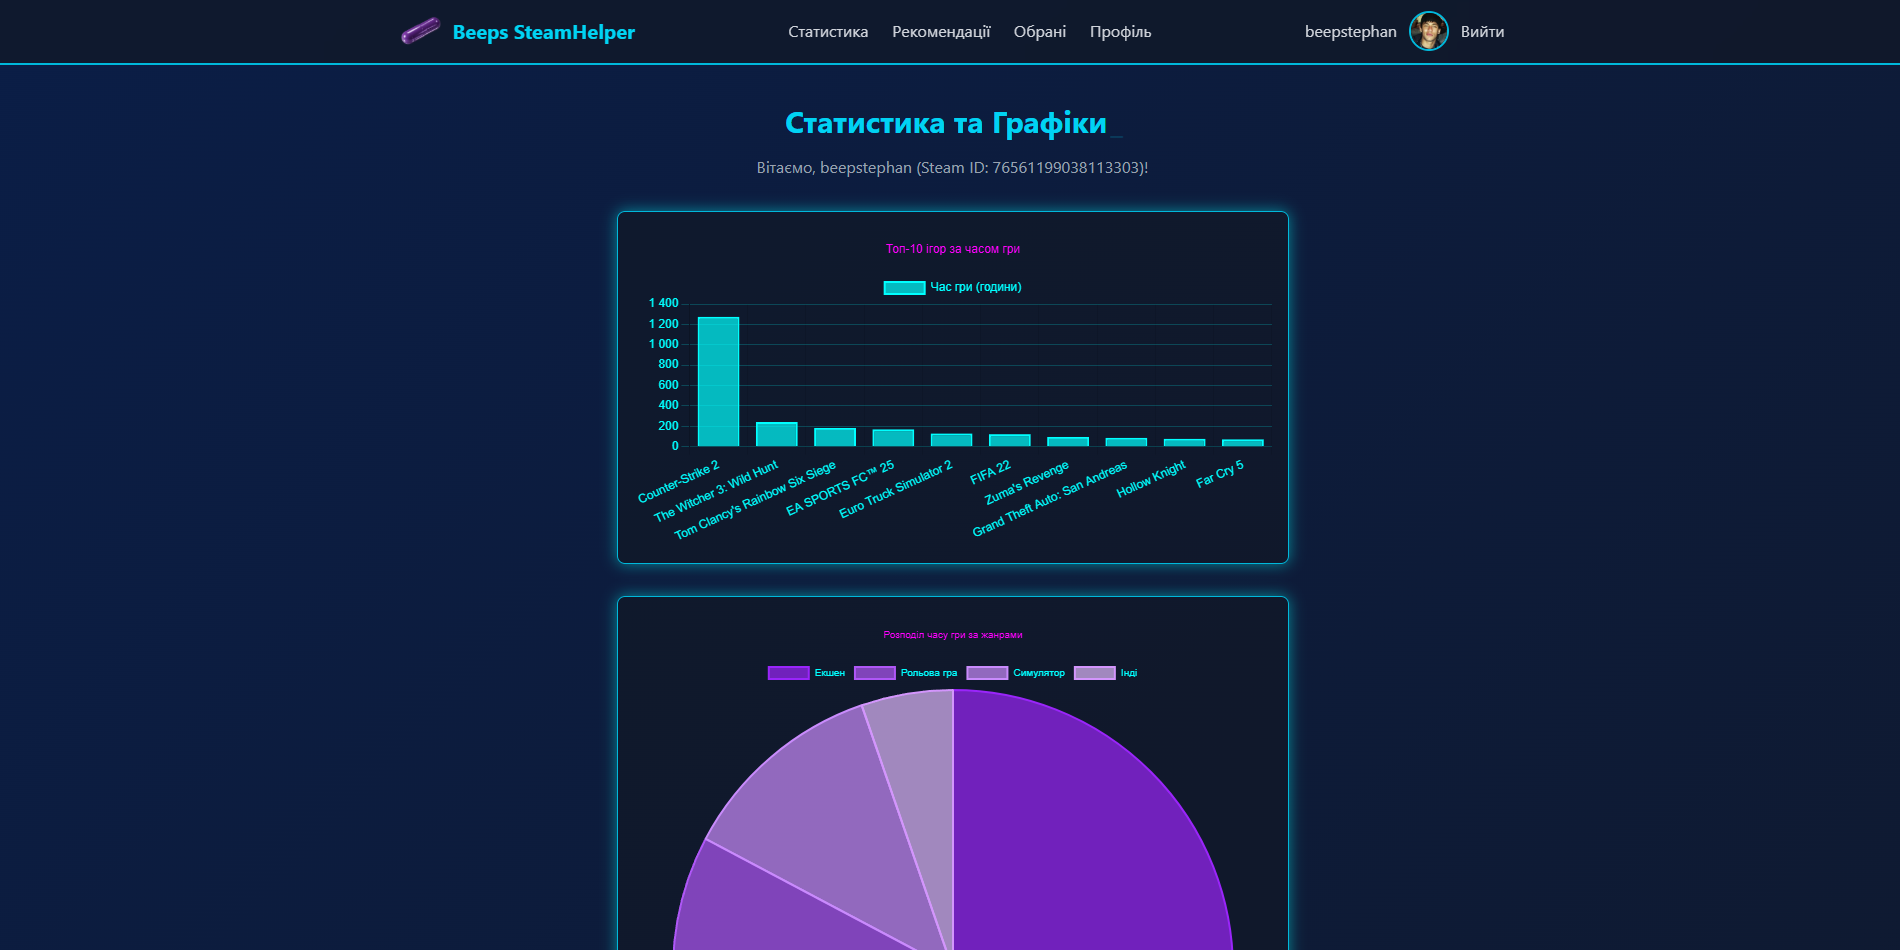 Beeps SteamHelper
Статистика
Рекомендації
Обрані
Профіль
beepstephan
Вийти
Статистика та Графіки_
Вітаємо, beepstephan (Steam ID: 76561199038113303)!
Топ-10 ігор за часом гри
Час гри (години)
1 400
1 200
1 000
800
600
400
200
0
Counter-Strike 2
The Witcher 3: Wild Hunt
Tom Clancy's Rainbow Six Siege
EA SPORTS FC™ 25
Euro Truck Simulator 2
FIFA 22
Zuma's Revenge
Grand Theft Auto: San Andreas
Hollow Knight
Far Cry 5
Розподіл часу гри за жанрами
Екшен
Рольова гра
Симулятор
Інді